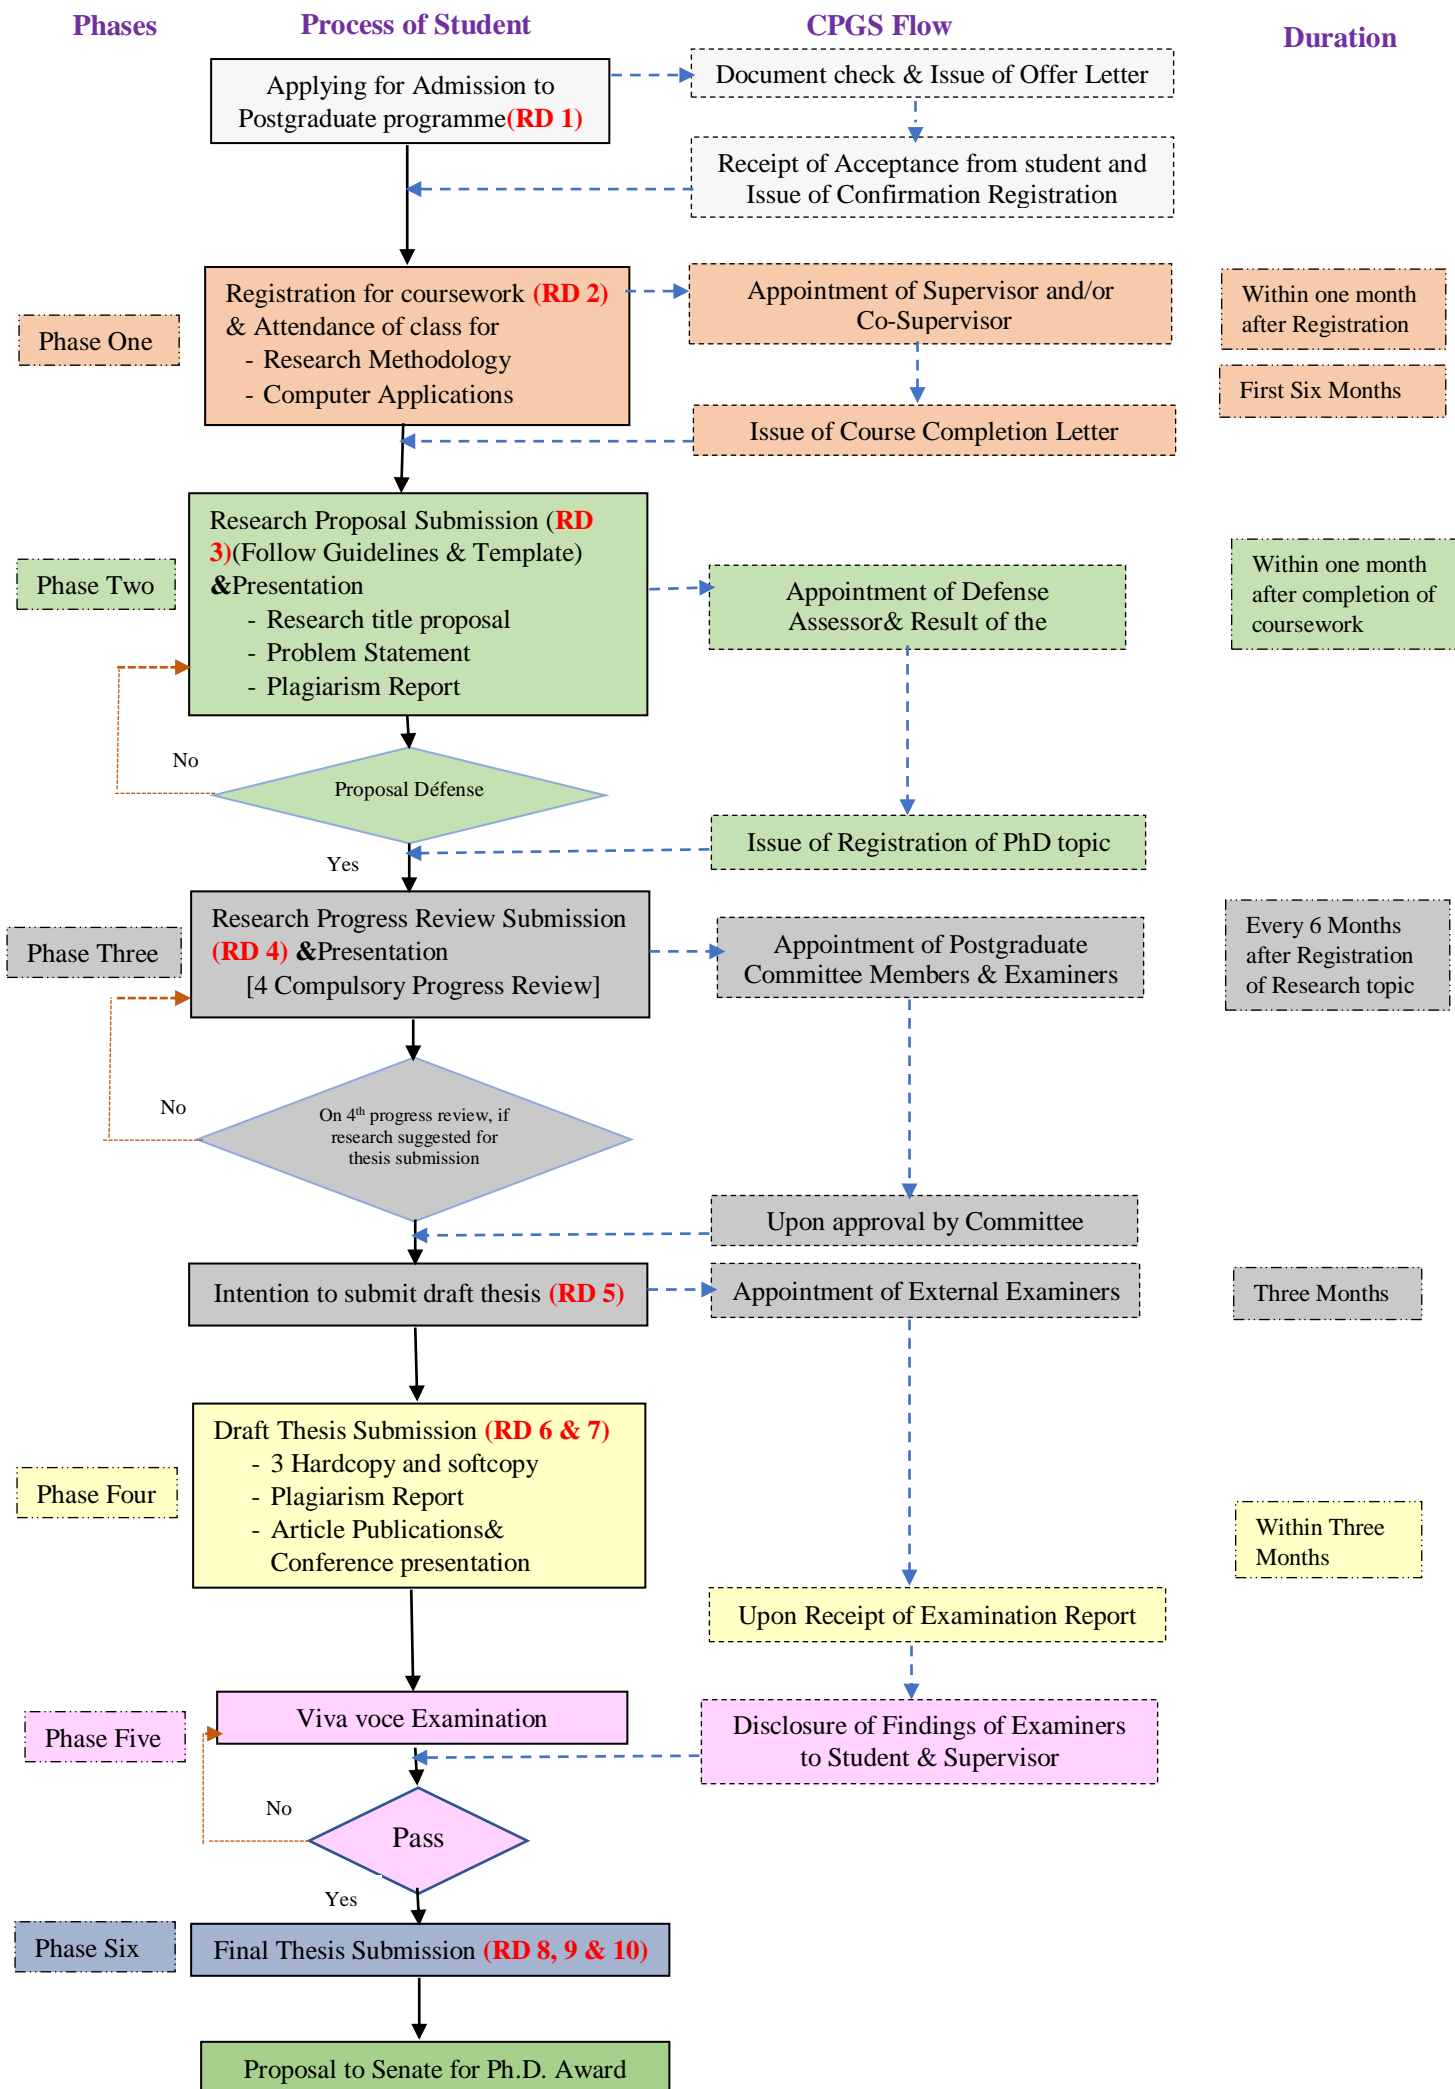 Phases
Process of Student
CPGS Flow
Duration
Applying for Admission to
Postgraduate programme(RD 1)
Document check & Issue of Offer Letter
Receipt of Acceptance from student and
Issue of Confirmation Registration
Phase One
Registration for coursework (RD 2)
& Attendance of class for
- Research Methodology
- Computer Applications
Appointment of Supervisor and/or
Co-Supervisor
Within one month
after Registration
First Six Months
Issue of Course Completion Letter
Phase Two
Research Proposal Submission (RD
3)(Follow Guidelines & Template)
&Presentation
- Research title proposal
- Problem Statement
- Plagiarism Report
Appointment of Defense
Assessor& Result of the
Within one month
after completion of
coursework
No
Proposal Défense
Yes
Issue of Registration of PhD topic
Phase Three
Research Progress Review Submission
(RD 4) &Presentation
[4 Compulsory Progress Review]
Appointment of Postgraduate
Committee Members & Examiners
Every 6 Months
after Registration
of Research topic
No
On 4th progress review, if
research suggested for
thesis submission
Upon approval by Committee
Intention to submit draft thesis (RD 5)
Appointment of External Examiners
Three Months
Phase Four
Draft Thesis Submission (RD 6 & 7)
- 3 Hardcopy and softcopy
- Plagiarism Report
- Article Publications&
Conference presentation
Within Three
Months
Upon Receipt of Examination Report
Phase Five
Viva voce Examination
Disclosure of Findings of Examiners
to Student & Supervisor
No
Pass
Yes
Phase Six
Final Thesis Submission (RD 8, 9 & 10)
Proposal to Senate for Ph.D. Award